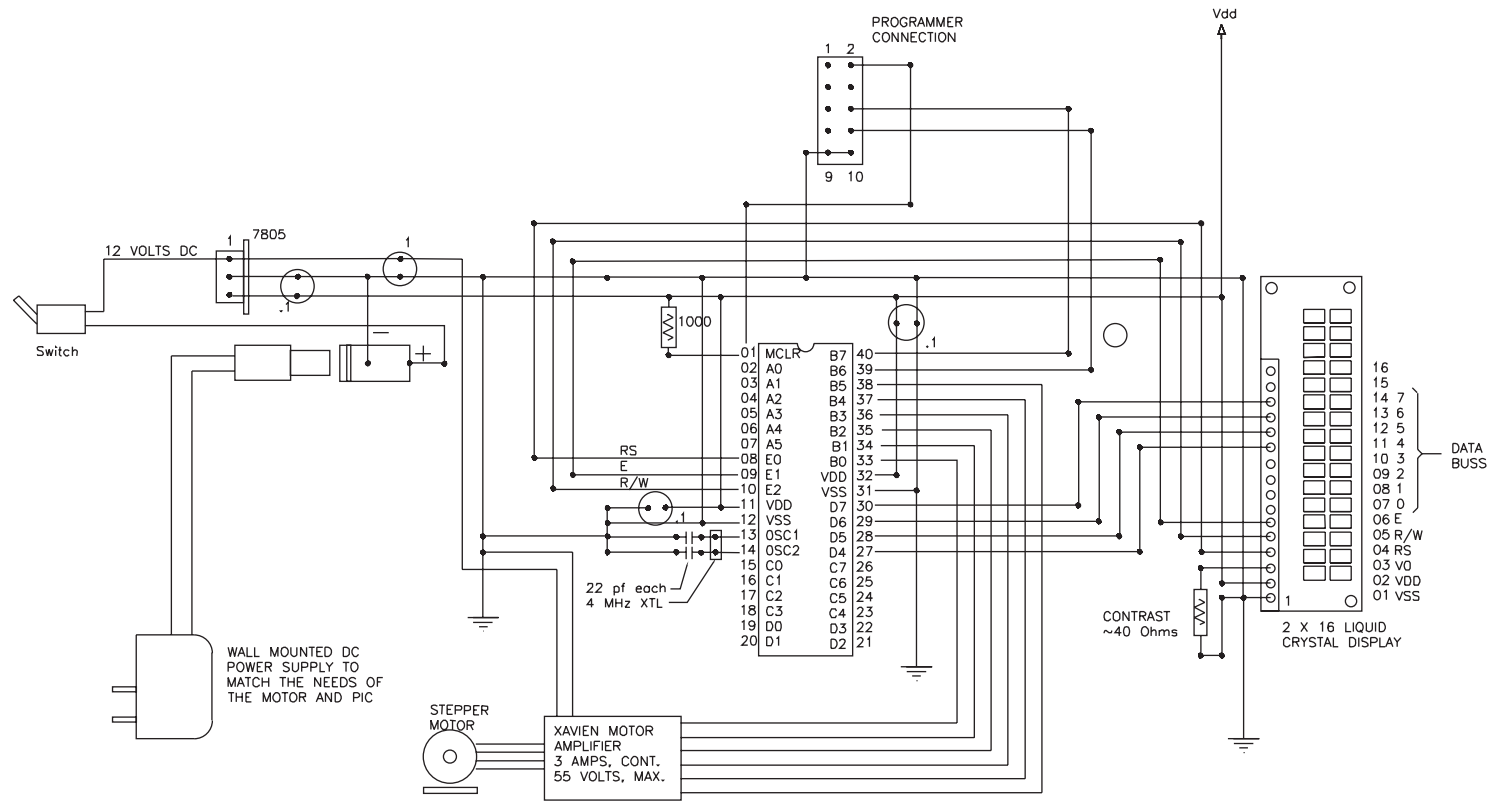 Vdd
PROGRAMMER
CONNECTION
1 2
9 10
7805
1
12 VOLTS DC
1
.1
1000
.1
Switch
−
+
01 MCLR B7 40
02 A0 B6 39
03 A1 B5 38
04 A2 B4 37
05 A3 B3 36
06 A4 B2 35
07 A5 B1 34
RS 08 E0 B0 33
E 09 E1 VDD 32
R/W 10 E2 VSS 31
11 VDD D7 30
.1
12 VSS D6 29
13 OSC1 D5 28
14 OSC2 D4 27
15 C0 C7 26
16 C1 C6 25
17 C2 C5 24
18 C3 C4 23
19 D0 D3 22
20 D1 D2 21
22 pf each
4 MHz XTL
16
15
14 7
13 6
12 5
11 4
10 3
09 2
08 1
07 0
06 E
05 R/W
04 RS
03 V0
02 VDD
01 VSS
DATA
BUSS
1
CONTRAST
~40 Ohms
2 X 16 LIQUID
CRYSTAL DISPLAY
WALL MOUNTED DC
POWER SUPPLY TO
MATCH THE NEEDS OF
THE MOTOR AND PIC
STEPPER
MOTOR
XAVIEN MOTOR
AMPLIFIER
3 AMPS, CONT.
55 VOLTS, MAX.